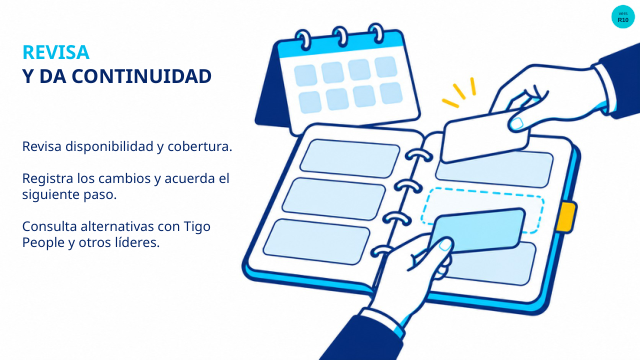 REVISA
Y DA CONTINUIDAD
Revisa disponibilidad y cobertura.
Registra los cambios y acuerda el
siguiente paso.
Consulta alternativas con Tigo
People y otros líderes.
R10